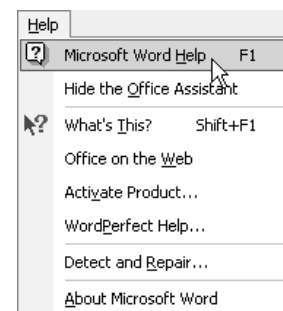 Help
Microsoft Word Help F1
Hide the Office Assistant
What's This? Shift+F1
Office on the Web
Activate Product...
WordPerfect Help...
Detect and Repair...
About Microsoft Word